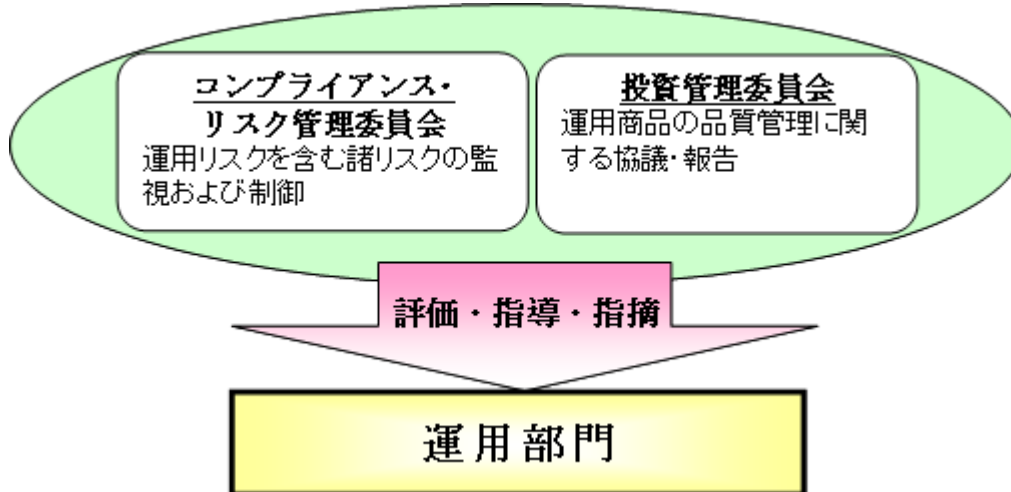 コンプライアンス・
リスク管理委員会
運用リスクを含む諸リスクの監
視および制御
投資管理委員会
運用商品の品質管理に関
する協議・報告
評価・指導・指摘
運用部門